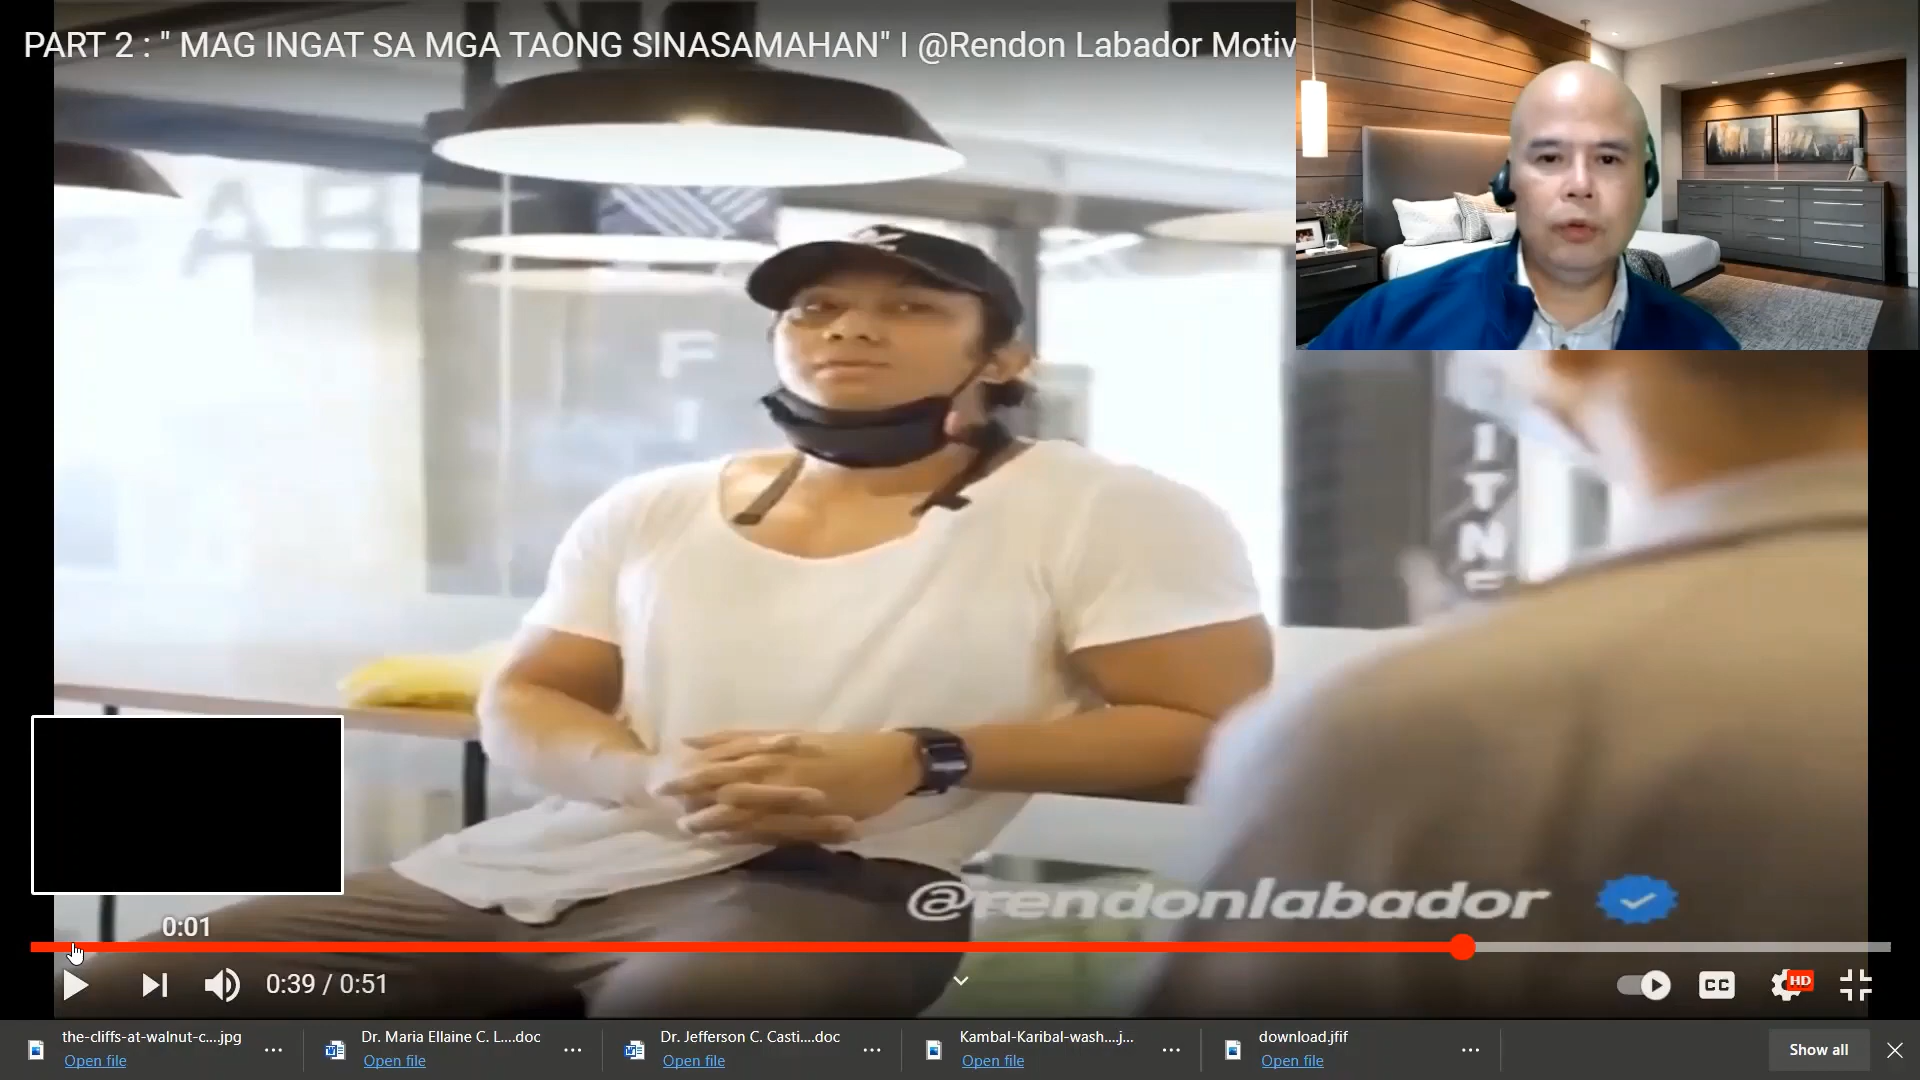 PART 2 : " MAG INGAT SA MGA TAONG SINASAMAHAN" I @Rendon Labador Motiv
F
I
ITNE
@rendonlabador
0:01
0:39 / 0:51
CC
HD
the-cliffs-at-walnut-c....jpg
Open file
Dr. Maria Ellaine C. L....doc
Open file
Dr. Jefferson C. Casti....doc
Open file
Kambal-Karibal-wash....j...
Open file
download.jfif
Open file
Show all